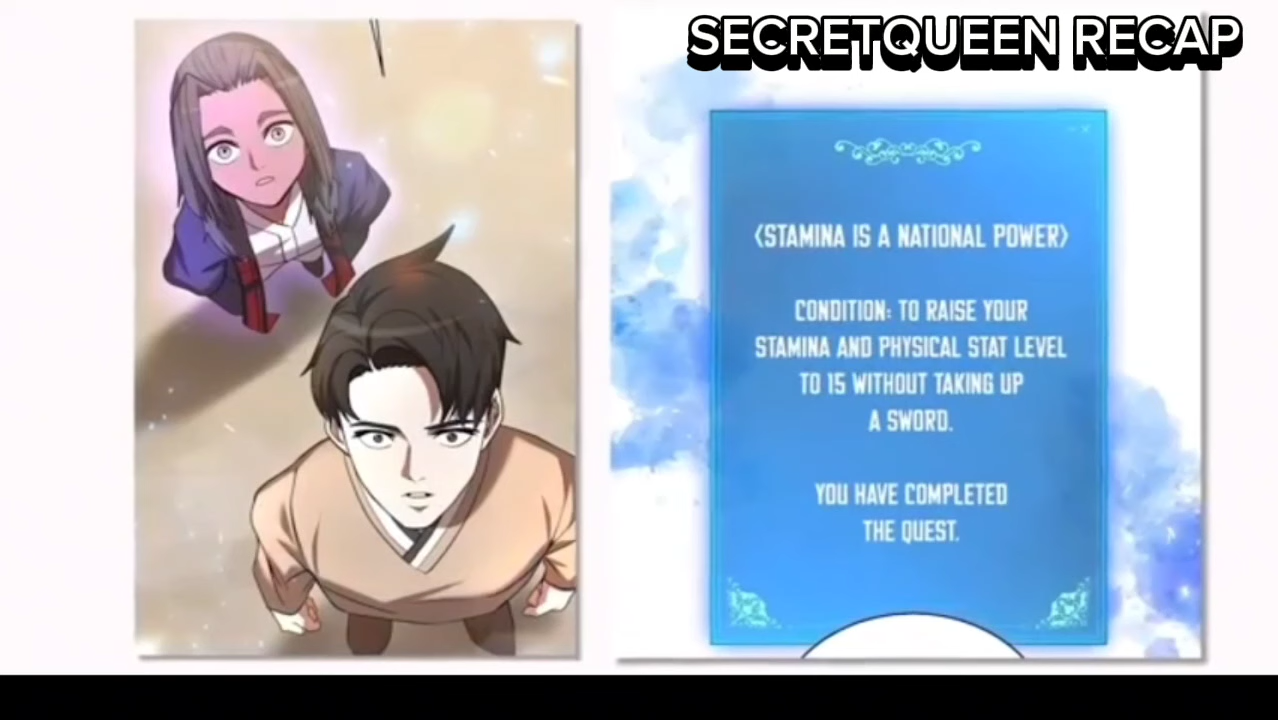 SECRETQUEEN RECAP
<STAMINA IS A NATIONAL POWER>
CONDITION: TO RAISE YOUR
STAMINA AND PHYSICAL STAT LEVEL
TO 15 WITHOUT TAKING UP
A SWORD.
YOU HAVE COMPLETED
THE QUEST.